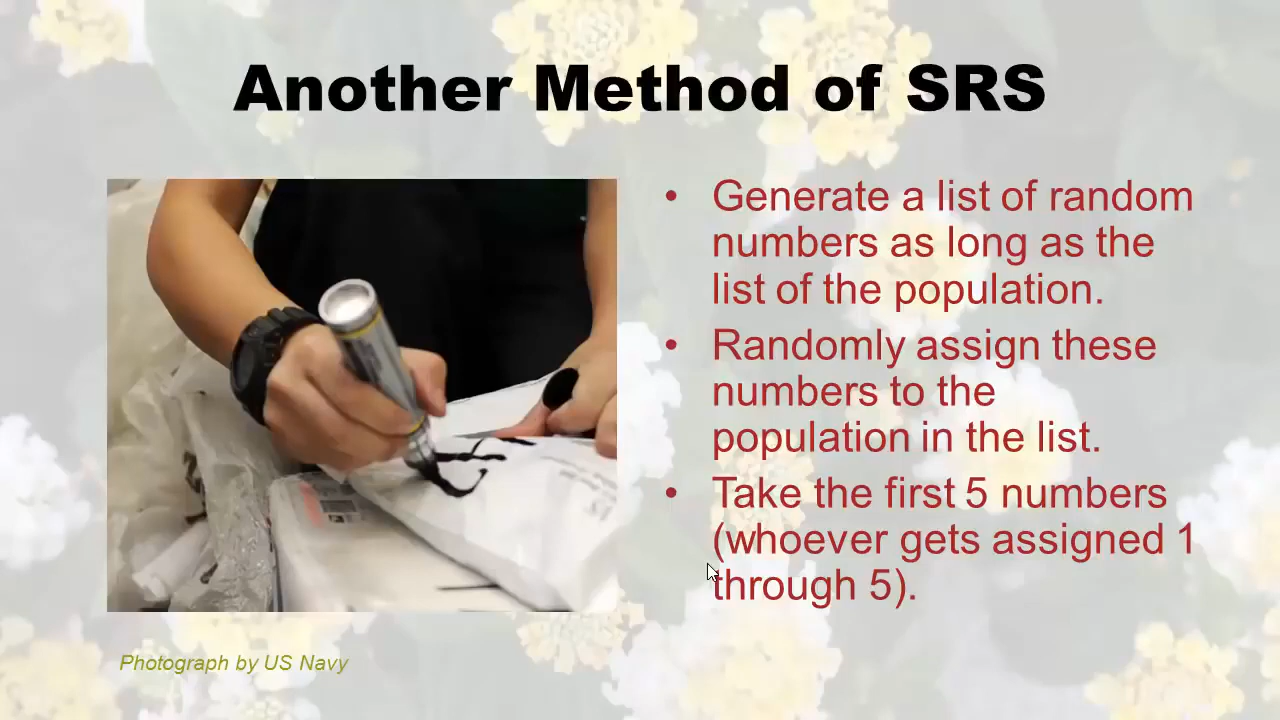 Another Method of SRS
• Generate a list of random
numbers as long as the
list of the population.
• Randomly assign these
numbers to the
population in the list.
• Take the first 5 numbers
(whoever gets assigned 1
through 5).
Photograph by US Navy